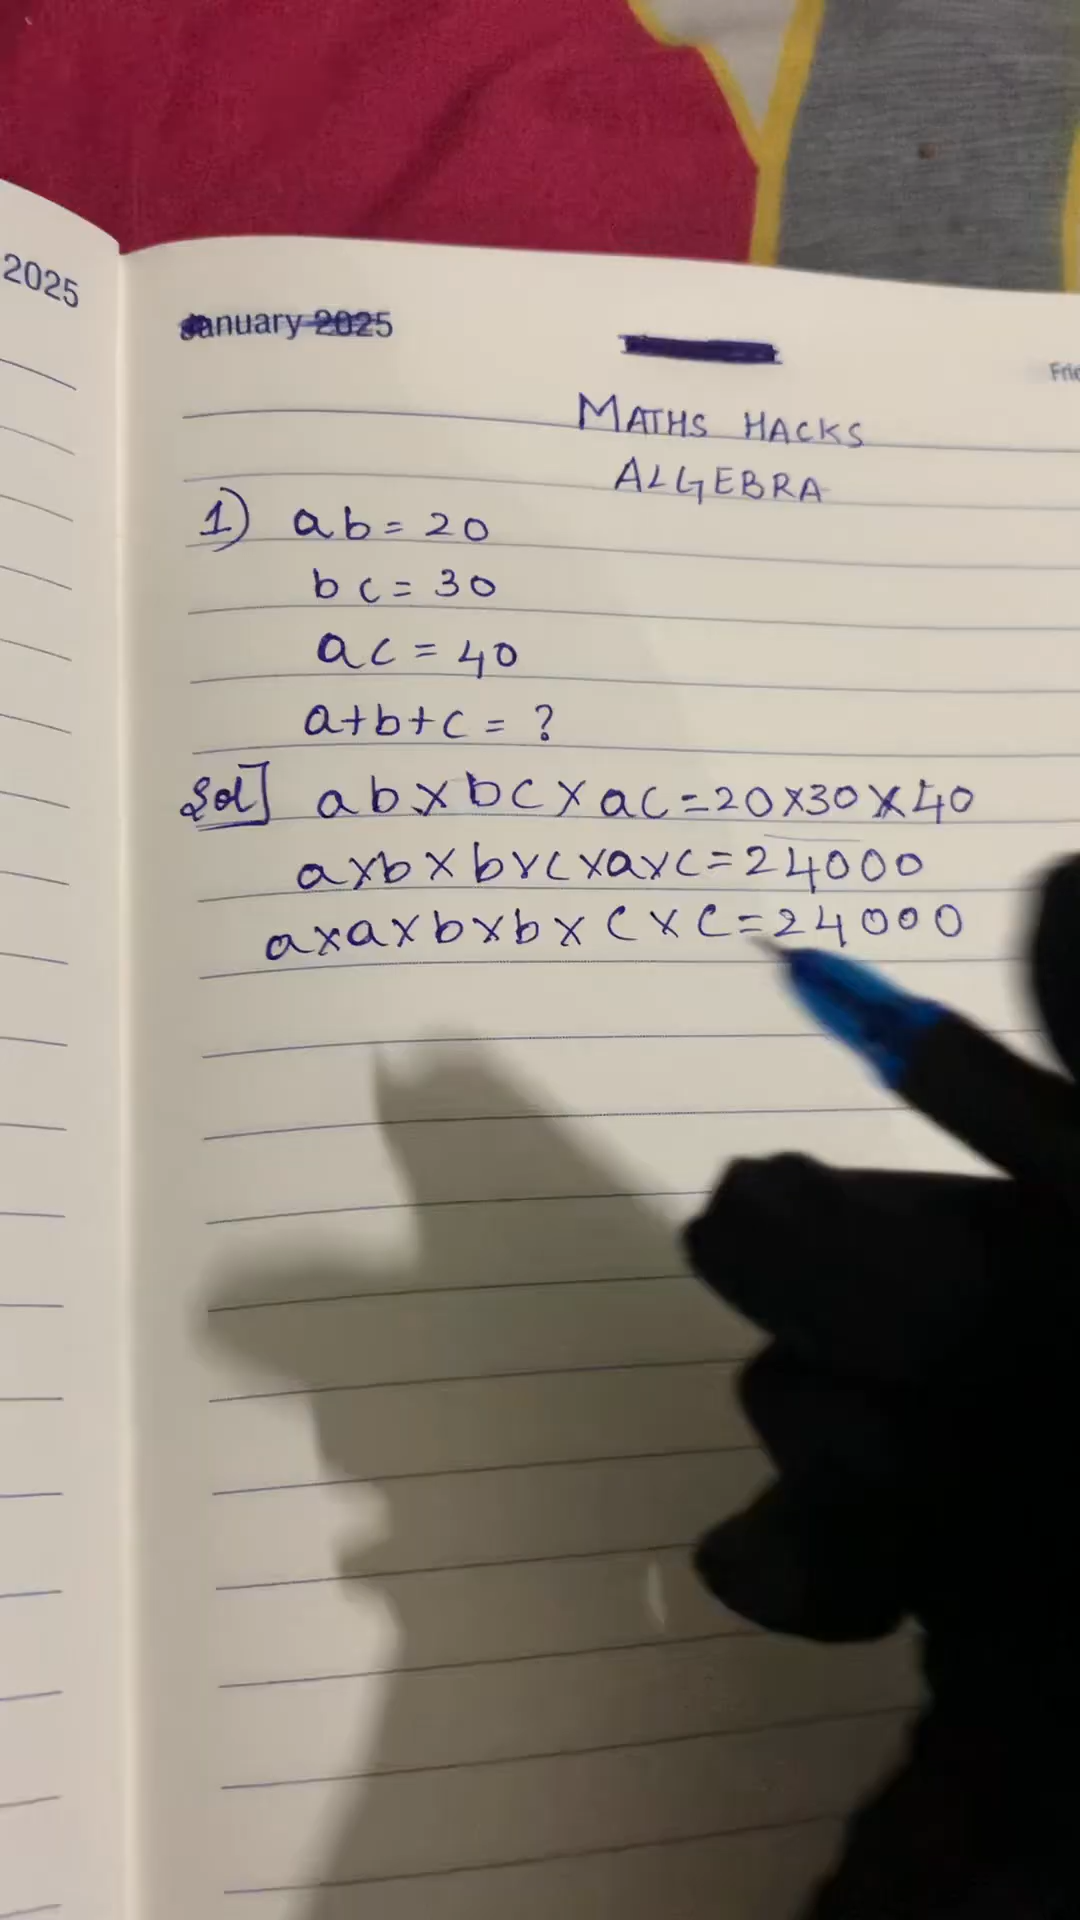 2025
January 2025
MATHS HACKS
ALGEBRA
1) ab = 20
bc = 30
ac = 40
a+b+c = ?
Sol] ab×bc×ac=20×30×40
a×b×b×c×a×c=24000
a×a×b×b×c×c=24000